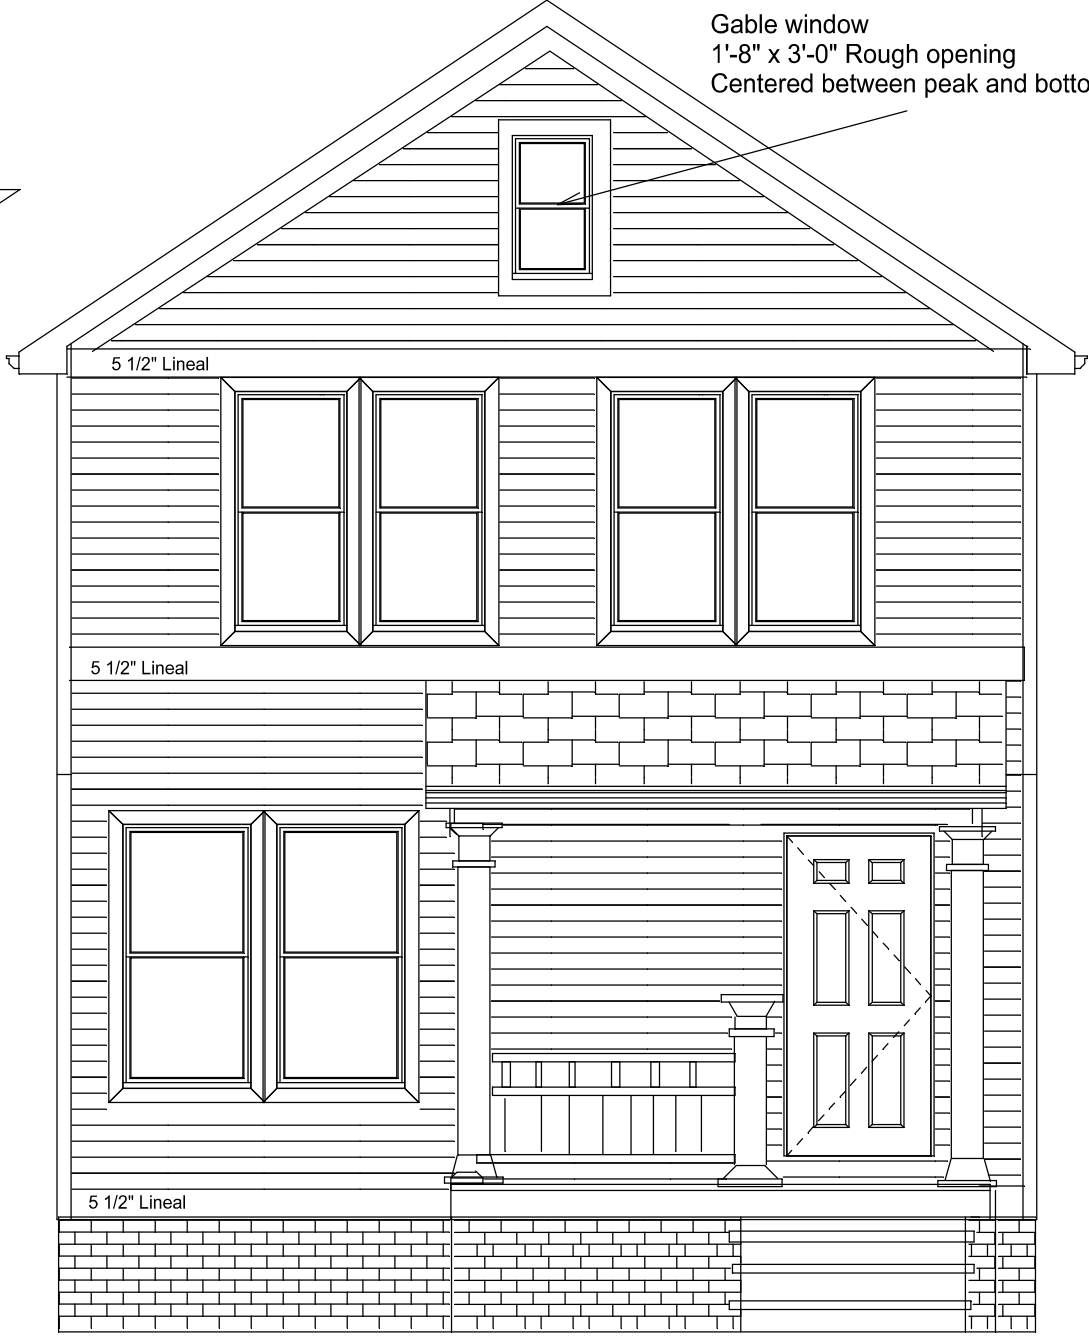 Gable window
1'-8" x 3'-0" Rough opening
Centered between peak and botto
5 1/2" Lineal
5 1/2" Lineal
5 1/2" Lineal